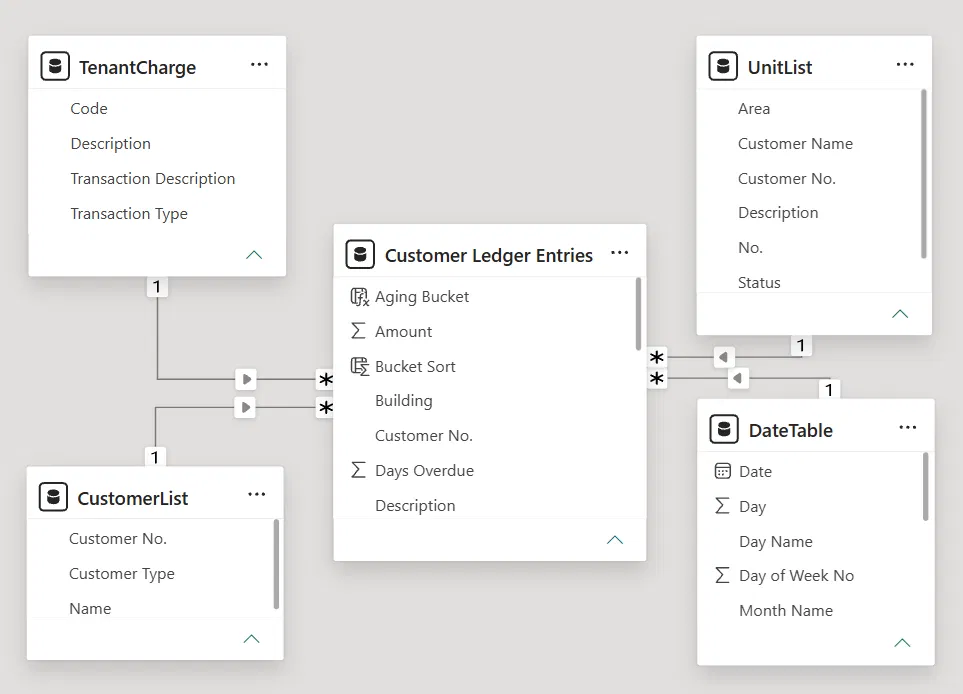 TenantCharge ...
Code
Description
Transaction Description
Transaction Type
1
UnitList ...
Area
Customer Name
Customer No.
Description
No.
Status
1
Customer Ledger Entries ...
Aging Bucket
∑ Amount
Bucket Sort
Building
Customer No.
∑ Days Overdue
Description
*
*
*
*
1
CustomerList ...
Customer No.
Customer Type
Name
1
DateTable ...
Date
∑ Day
Day Name
∑ Day of Week No
Month Name